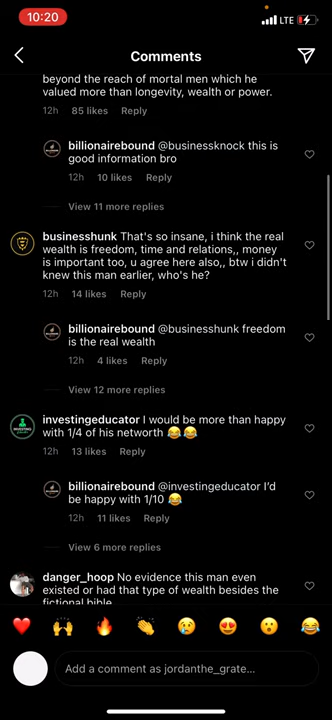 10:20
LTE
Comments
beyond the reach of mortal men which he
valued more than longevity, wealth or power.
12h 85 likes Reply
billionairebound @businessknock this is
good information bro
12h 10 likes Reply
View 11 more replies
businesshunk That's so insane, i think the real
wealth is freedom, time and relations,, money
is important too, u agree here also,, btw i didn't
knew this man earlier, who's he?
12h 14 likes Reply
billionairebound @businesshunk freedom
is the real wealth
12h 4 likes Reply
View 12 more replies
investingeducator I would be more than happy
with 1/4 of his networth 😂😂
12h 13 likes Reply
billionairebound @investingeducator I'd
be happy with 1/10 😂
12h 11 likes Reply
View 6 more replies
danger_hoop No evidence this man even
existed or had that type of wealth besides the
fictional bible
❤️ 🙌 🔥 👏 😢 😍 😮 😂
Add a comment as jordanthe_grate...